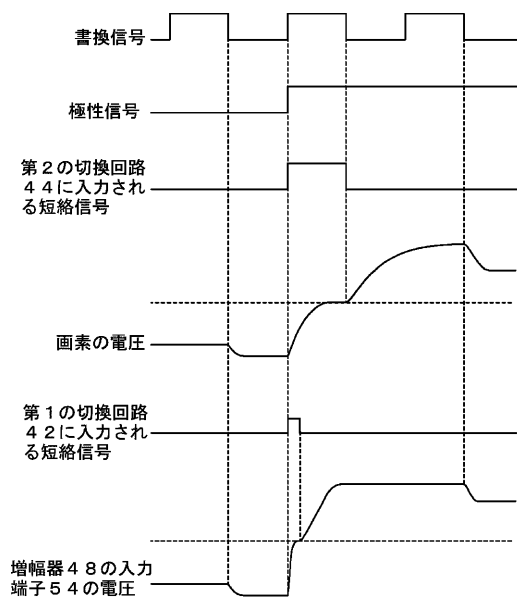 書換信号
極性信号
第２の切換回路
４４に入力され
る短絡信号
画素の電圧
第１の切換回路
４２に入力され
る短絡信号
増幅器４８の入力
端子５４の電圧